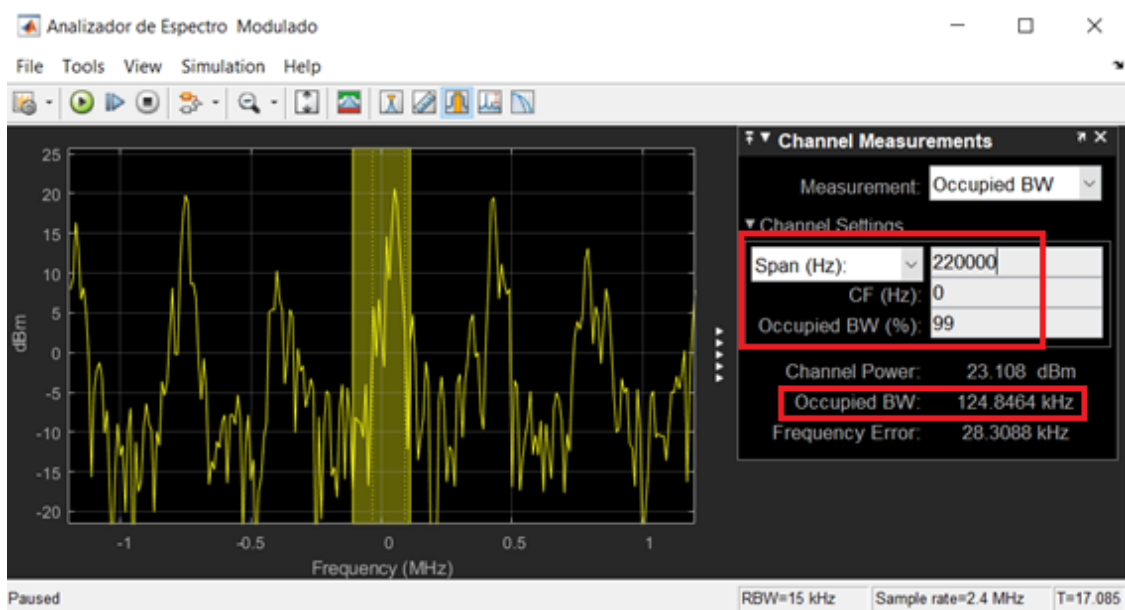 Analizador de Espectro Modulado
File Tools View Simulation Help
25
20
15
10
5
0
-5
-10
-15
-20
dBm
-1 -0.5 0 0.5 1
Frequency (MHz)
Channel Measurements
Measurement: Occupied BW
Channel Settings
Span (Hz): 220000
CF (Hz): 0
Occupied BW (%): 99
Channel Power: 23.108 dBm
Occupied BW: 124.8464 kHz
Frequency Error: 28.3088 kHz
Paused RBW=15 kHz Sample rate=2.4 MHz T=17.085